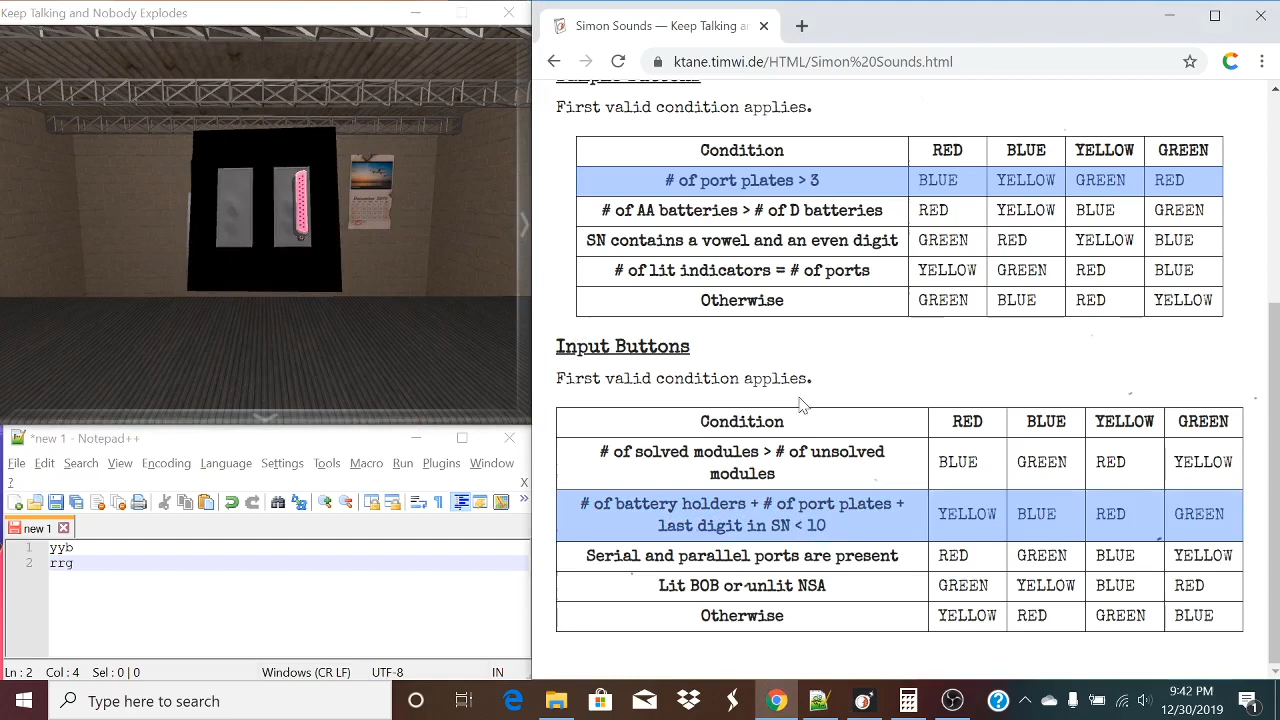 Keep Talking and Nobody Explodes
Simon Sounds — Keep Talking a
ktane.timwi.de/HTML/Simon%20Sounds.html
First valid condition applies.
Condition RED BLUE YELLOW GREEN
# of port plates > 3 BLUE YELLOW GREEN RED
# of AA batteries > # of D batteries RED YELLOW BLUE GREEN
SN contains a vowel and an even digit GREEN RED YELLOW BLUE
# of lit indicators = # of ports YELLOW GREEN RED BLUE
Otherwise GREEN BLUE RED YELLOW
Input Buttons
First valid condition applies.
Condition RED BLUE YELLOW GREEN
# of solved modules > # of unsolved
modules BLUE GREEN RED YELLOW
# of battery holders + # of port plates +
last digit in SN < 10 YELLOW BLUE RED GREEN
Serial and parallel ports are present RED GREEN BLUE YELLOW
Lit BOB or unlit NSA GREEN YELLOW BLUE RED
Otherwise YELLOW RED GREEN BLUE
*new 1 - Notepad++
File Edit Search View Encoding Language Settings Tools Macro Run Plugins Window
? X
new 1
1 yyb
2 rrg
Ln : 2 Col : 4 Sel : 0 | 0 Windows (CR LF) UTF-8 IN
Type here to search
9:42 PM
12/30/2019
1